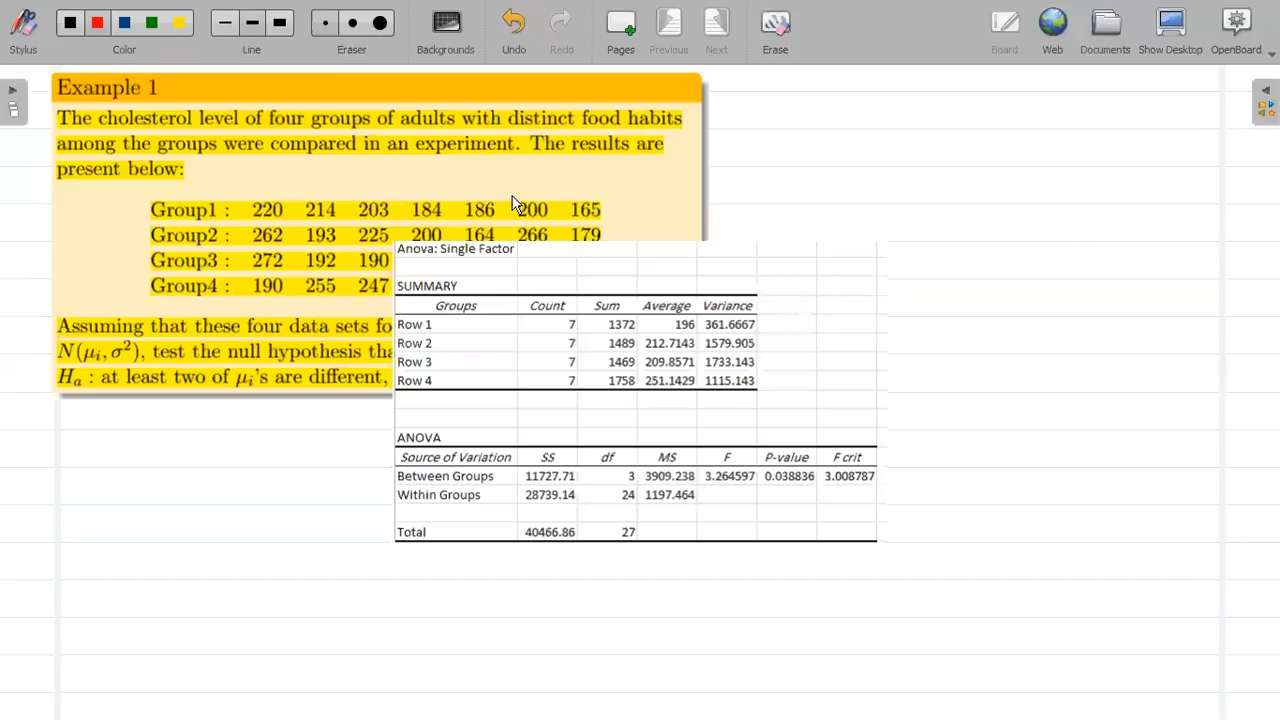 Stylus Color Line Eraser Backgrounds Undo Redo Pages Previous Next Erase Board Web Documents Show Desktop OpenBoard
Example 1
The cholesterol level of four groups of adults with distinct food habits
among the groups were compared in an experiment. The results are
present below:
Group1 : 220 214 203 184 186 200 165
Group2 : 262 193 225 200 164 266 179
Group3 : 272 192 190
Group4 : 190 255 247
Assuming that these four data sets fo
N(μᵢ, σ²), test the null hypothesis tha
Hₐ : at least two of μᵢ's are different,
Anova: Single Factor
SUMMARY
Groups Count Sum Average Variance
Row 1 7 1372 196 361.6667
Row 2 7 1489 212.7143 1579.905
Row 3 7 1469 209.8571 1733.143
Row 4 7 1758 251.1429 1115.143
ANOVA
Source of Variation SS df MS F P-value F crit
Between Groups 11727.71 3 3909.238 3.264597 0.038836 3.008787
Within Groups 28739.14 24 1197.464
Total 40466.86 27